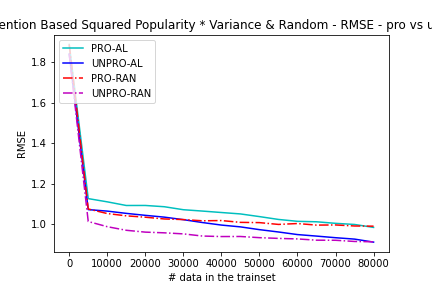 Based Squared Popularity * Variance & Random - RMSE - pro vs
PRO-AL
UNPRO-AL
PRO-RAN
UNPRO-RAN
RMSE
1.8
1.6
1.4
1.2
1.0
0 10000 20000 30000 40000 50000 60000 70000 80000
# data in the trainset